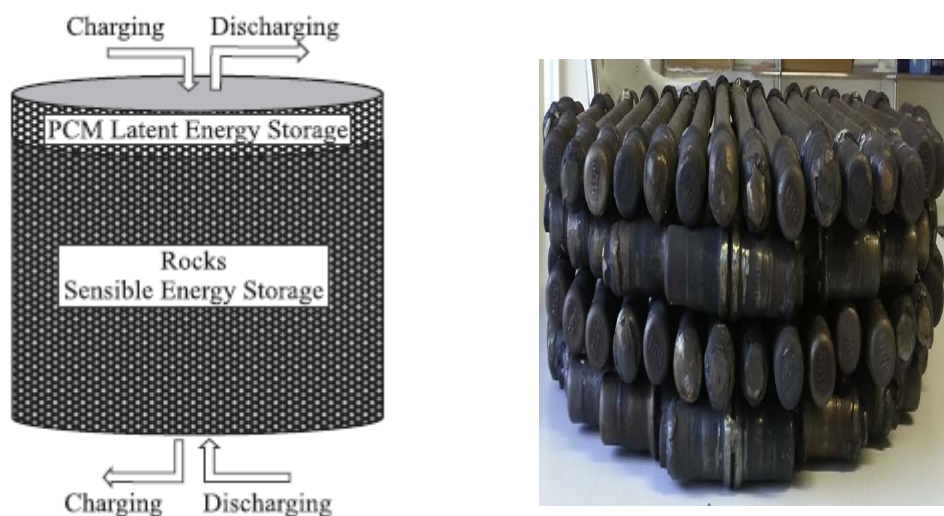 Charging Discharging
PCM Latent Energy Storage
Rocks
Sensible Energy Storage
Charging Discharging